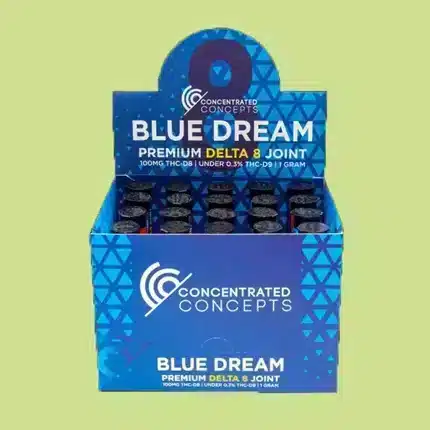 8
CONCENTRATED
CONCEPTS
BLUE DREAM
PREMIUM DELTA 8 JOINT
100MG THC-D8 | UNDER 0.3% THC-D9 | 1 GRAM
CONCENTRATED
CONCEPTS
BLUE DREAM
PREMIUM DELTA 8 JOINT
100MG THC-D8 | UNDER 0.3% THC-D9 | 1 GRAM